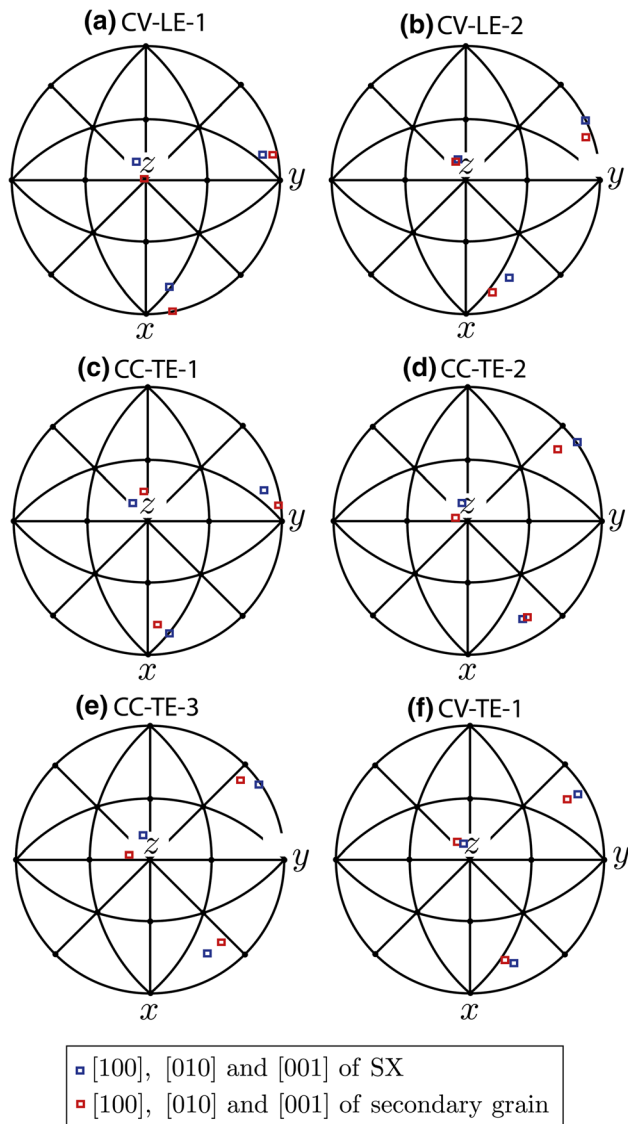 (a) CV-LE-1
(b) CV-LE-2
z
y
x
z
y
x
(c) CC-TE-1
(d) CC-TE-2
z
y
x
z
y
x
(e) CC-TE-3
(f) CV-TE-1
z
y
x
z
y
x
[100], [010] and [001] of SX
[100], [010] and [001] of secondary grain